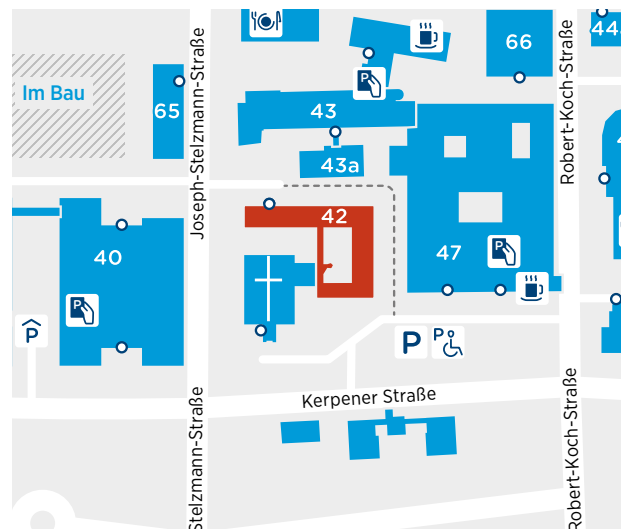 66
44
Im Bau
65
Joseph-Stelzmann-Straße
Robert-Koch-Straße
P
43
43a
42
40
47
P
P
P
P
P
Kerpener Straße
Stelzmann-Straße
Robert-Koch-Straße